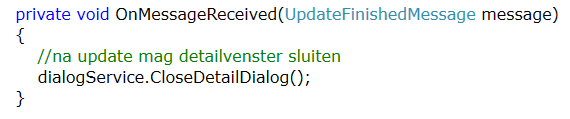 private void OnMessageReceived(UpdateFinishedMessage message)
{
//na update mag detailvenster sluiten
dialogService.CloseDetailDialog();
}